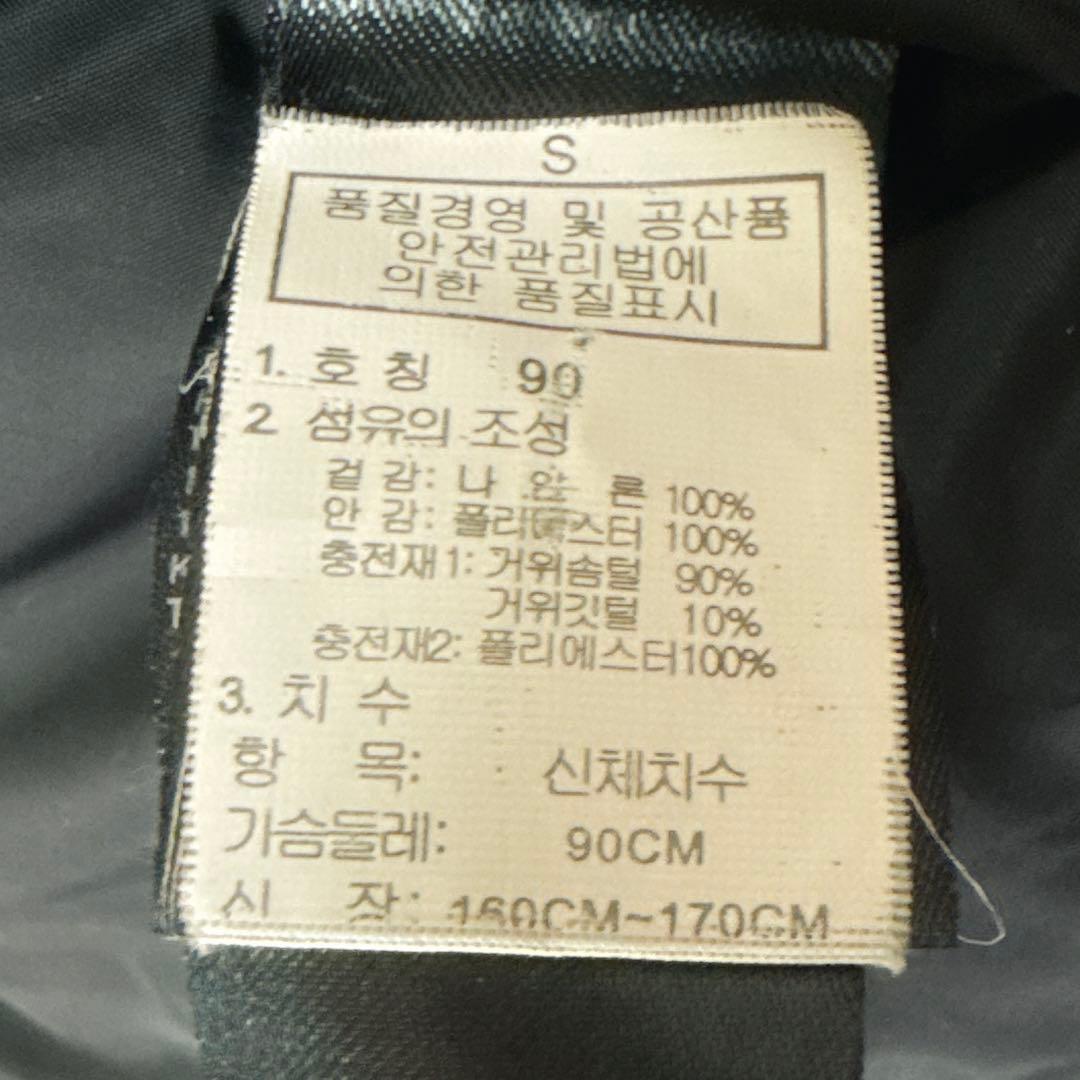 S
품질경영 및 공산품
안전관리법에
의한 품질표시
1. 호 칭 90
2 섬유의 조성
겉 감: 나 일 론 100%
안 감: 폴리에스터 100%
충전재1: 거위솜털 90%
거위깃털 10%
충전재2: 폴리에스터100%
3. 치 수
항 목: 신체치수
가슴둘레: 90CM
신 장: 160CM~170CM